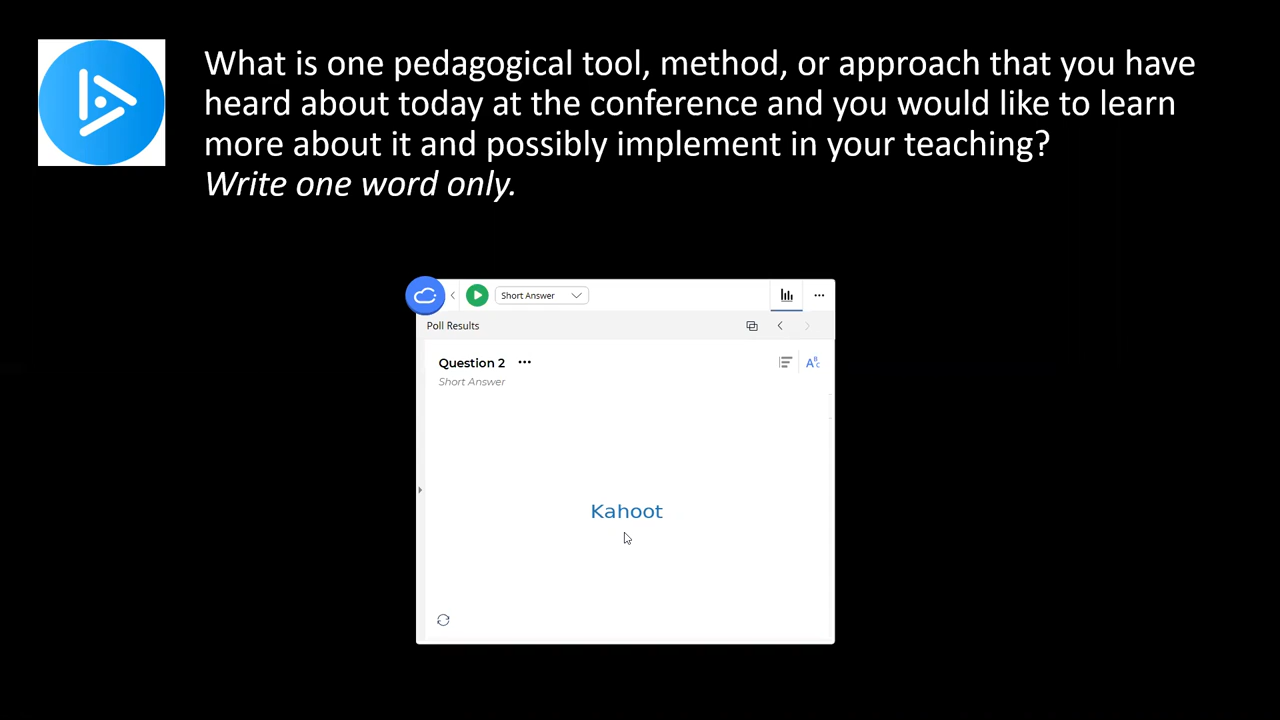 What is one pedagogical tool, method, or approach that you have
heard about today at the conference and you would like to learn
more about it and possibly implement in your teaching?
Write one word only.
Short Answer
Poll Results
Question 2
Short Answer
Kahoot